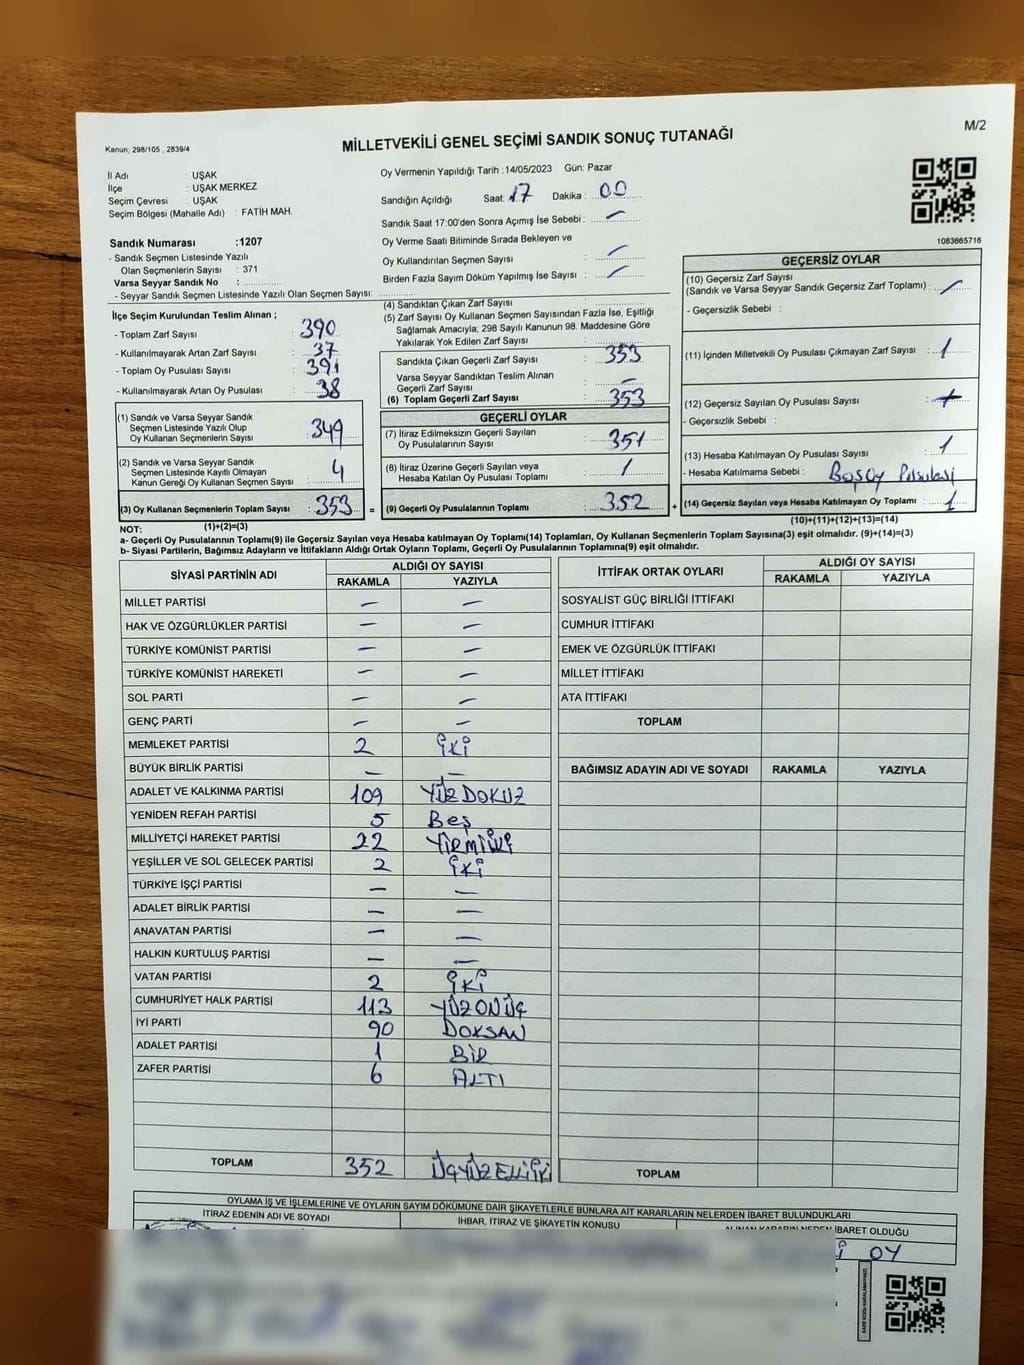 M/2
Kanun; 298/105 , 2839/4
MİLLETVEKİLİ GENEL SEÇİMİ SANDIK SONUÇ TUTANAĞI
İl Adı : UŞAK
İlçe : UŞAK MERKEZ
Seçim Çevresi : UŞAK
Seçim Bölgesi (Mahalle Adı) : FATİH MAH.
Oy Vermenin Yapıldığı Tarih :14/05/2023 Gün: Pazar
Sandığın Açıldığı Saat: 17 Dakika : 00
Sandık Saat 17:00'den Sonra Açımış İse Sebebi : —
Oy Verme Saati Bitiminde Sırada Bekleyen ve
Oy Kullandırılan Seçmen Sayısı : —
Birden Fazla Sayım Döküm Yapılmış İse Sayısı : —
1083665716
Sandık Numarası :1207
- Sandık Seçmen Listesinde Yazılı
Olan Seçmenlerin Sayısı : 371
Varsa Seyyar Sandık No :
- Seyyar Sandık Seçmen Listesinde Yazılı Olan Seçmen Sayısı:
İlçe Seçim Kurulundan Teslim Alınan ;
- Toplam Zarf Sayısı : 390
- Kullanılmayarak Artan Zarf Sayısı : 37
- Toplam Oy Pusulası Sayısı : 391
- Kullanılmayarak Artan Oy Pusulası : 38
(1) Sandık ve Varsa Seyyar Sandık
Seçmen Listesinde Yazılı Olup
Oy Kullanan Seçmenlerin Sayısı : 349
(2) Sandık ve Varsa Seyyar Sandık
Seçmen Listesinde Kayıtlı Olmayan
Kanun Gereği Oy Kullanan Seçmen Sayısı : 4
(3) Oy Kullanan Seçmenlerin Toplam Sayısı : 353 =
(1)+(2)=(3)
(4) Sandıktan Çıkan Zarf Sayısı :
(5) Zarf Sayısı Oy Kullanan Seçmen Sayısından Fazla İse, Eşitliği
Sağlamak Amacıyla; 298 Sayılı Kanunun 98. Maddesine Göre
Yakılarak Yok Edilen Zarf Sayısı :
Sandıkta Çıkan Geçerli Zarf Sayısı : 353
Varsa Seyyar Sandıktan Teslim Alınan
Geçerli Zarf Sayısı : —
(6) Toplam Geçerli Zarf Sayısı : 353
GEÇERLİ OYLAR
(7) İtiraz Edilmeksizin Geçerli Sayılan
Oy Pusulalarının Sayısı : 351
(8) İtiraz Üzerine Geçerli Sayılan veya
Hesaba Katılan Oy Pusulası Toplamı : 1
(9) Geçerli Oy Pusulalarının Toplamı : 352 +
GEÇERSİZ OYLAR
(10) Geçersiz Zarf Sayısı
(Sandık ve Varsa Seyyar Sandık Geçersiz Zarf Toplamı) : —
- Geçersizlik Sebebi :
(11) İçinden Milletvekili Oy Pusulası Çıkmayan Zarf Sayısı : 1
(12) Geçersiz Sayılan Oy Pusulası Sayısı :
- Geçersizlik Sebebi :
(13) Hesaba Katılmayan Oy Pusulası Sayısı : 1
- Hesaba Katılmama Sebebi : Boş Oy Pusulası
(14) Geçersiz Sayılan veya Hesaba Katılmayan Oy Toplamı : 1
(10)+(11)+(12)+(13)=(14)
NOT:
a- Geçerli Oy Pusulalarının Toplamı(9) ile Geçersiz Sayılan veya Hesaba katılmayan Oy Toplamı(14) Toplamları, Oy Kullanan Seçmenlerin Toplam Sayısına(3) eşit olmalıdır. (9)+(14)=(3)
b- Siyasi Partilerin, Bağımsız Adayların ve İttifakların Aldığı Ortak Oyların Toplamı, Geçerli Oy Pusulalarının Toplamına(9) eşit olmalıdır.
SİYASİ PARTİNİN ADI ALDIĞI OY SAYISI
RAKAMLA YAZIYLA
MİLLET PARTİSİ — —
HAK VE ÖZGÜRLÜKLER PARTİSİ — —
TÜRKİYE KOMÜNİST PARTİSİ — —
TÜRKİYE KOMÜNİST HAREKETİ — —
SOL PARTİ — —
GENÇ PARTİ — —
MEMLEKET PARTİSİ 2 İKİ
BÜYÜK BİRLİK PARTİSİ — —
ADALET VE KALKINMA PARTİSİ 109 YÜZ DOKUZ
YENİDEN REFAH PARTİSİ 5 Beş
MİLLİYETÇİ HAREKET PARTİSİ 22 YİRMİİKİ
YEŞİLLER VE SOL GELECEK PARTİSİ 2 İKİ
TÜRKİYE İŞÇİ PARTİSİ — —
ADALET BİRLİK PARTİSİ — —
ANAVATAN PARTİSİ — —
HALKIN KURTULUŞ PARTİSİ — —
VATAN PARTİSİ 2 İKİ
CUMHURİYET HALK PARTİSİ 113 YÜZ ONÜÇ
İYİ PARTİ 90 DOKSAN
ADALET PARTİSİ 1 BİR
ZAFER PARTİSİ 6 ALTI
TOPLAM 352 ÜÇYÜZ ELLİİKİ
İTTİFAK ORTAK OYLARI ALDIĞI OY SAYISI
RAKAMLA YAZIYLA
SOSYALİST GÜÇ BİRLİĞİ İTTİFAKI
CUMHUR İTTİFAKI
EMEK VE ÖZGÜRLÜK İTTİFAKI
MİLLET İTTİFAKI
ATA İTTİFAKI
TOPLAM
BAĞIMSIZ ADAYIN ADI VE SOYADI RAKAMLA YAZIYLA
TOPLAM
OYLAMA İŞ VE İŞLEMLERİNE VE OYLARIN SAYIM DÖKÜMÜNE DAİR ŞİKAYETLERLE BUNLARA AİT KARARLARIN NELERDEN İBARET BULUNDUKLARI
İTİRAZ EDENİN ADI VE SOYADI İHBAR, İTİRAZ VE ŞİKAYETİN KONUSU ALINAN KARARIN NEDEN İBARET OLDUĞU
OY